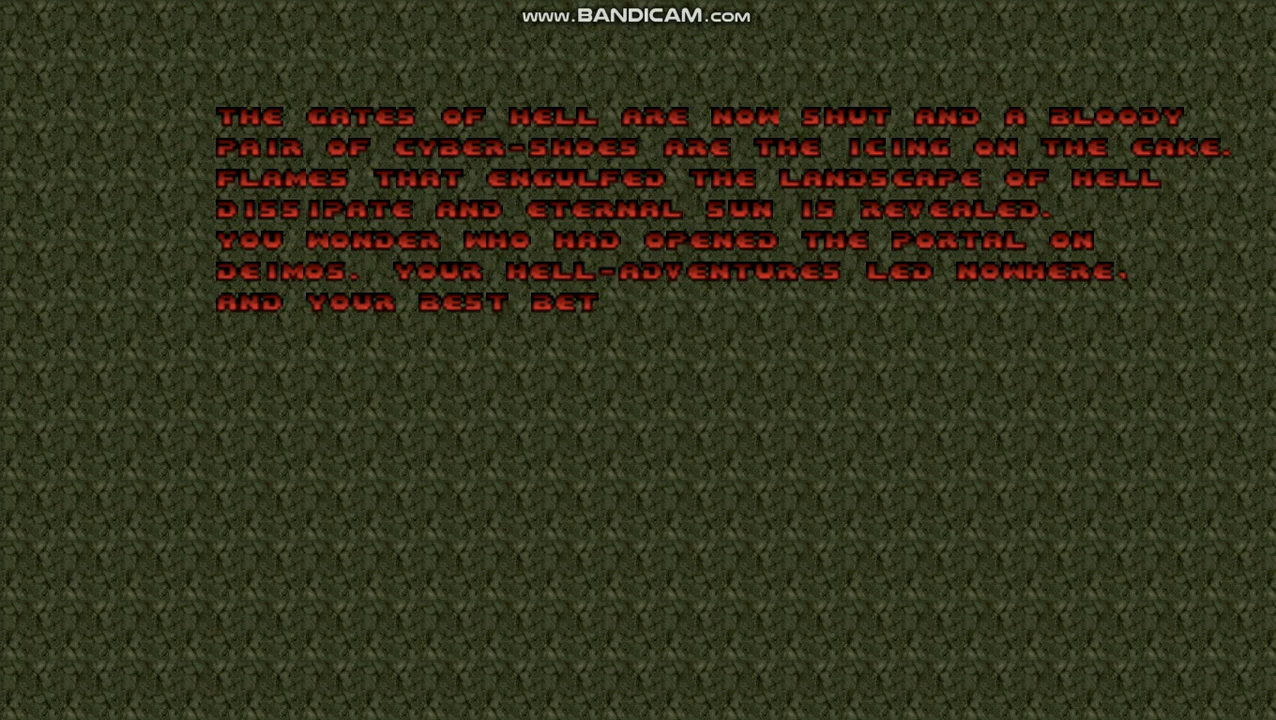 www.BANDICAM.com
THE GATES OF HELL ARE NOW SHUT AND A BLOODY
PAIR OF CYBER-SHOES ARE THE ICING ON THE CAKE.
FLAMES THAT ENGULFED THE LANDSCAPE OF HELL
DISSIPATE AND ETERNAL SUN IS REVEALED.
YOU WONDER WHO HAD OPENED THE PORTAL ON
DEIMOS. YOUR HELL-ADVENTURES LED NOWHERE.
AND YOUR BEST BET